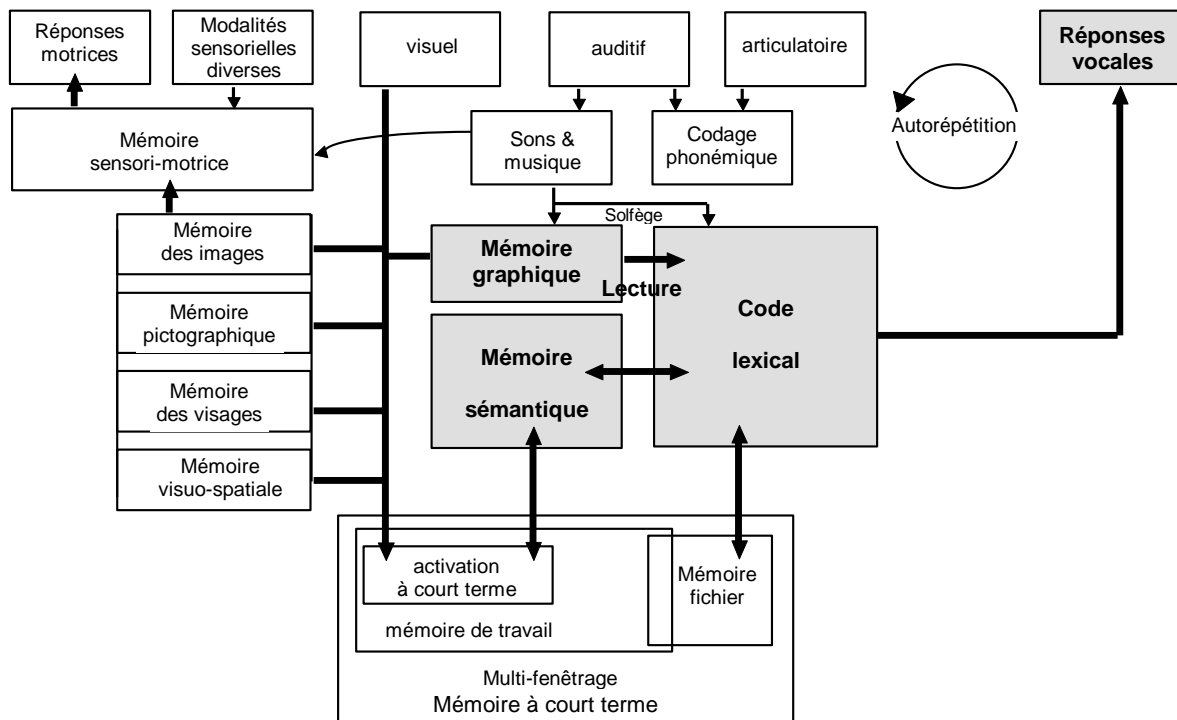 Réponses
motrices
Modalités
sensorielles
diverses
visuel
auditif
articulatoire
Réponses
vocales
Mémoire
sensori-motrice
Sons &
musique
Codage
phonémique
Autorépétition
Solfège
Mémoire
des images
Mémoire
graphique
Lecture
Code
lexical
Mémoire
pictographique
Mémoire
sémantique
Mémoire
des visages
Mémoire
visuo-spatiale
activation
à court terme
Mémoire
fichier
mémoire de travail
Multi-fenêtrage
Mémoire à court terme